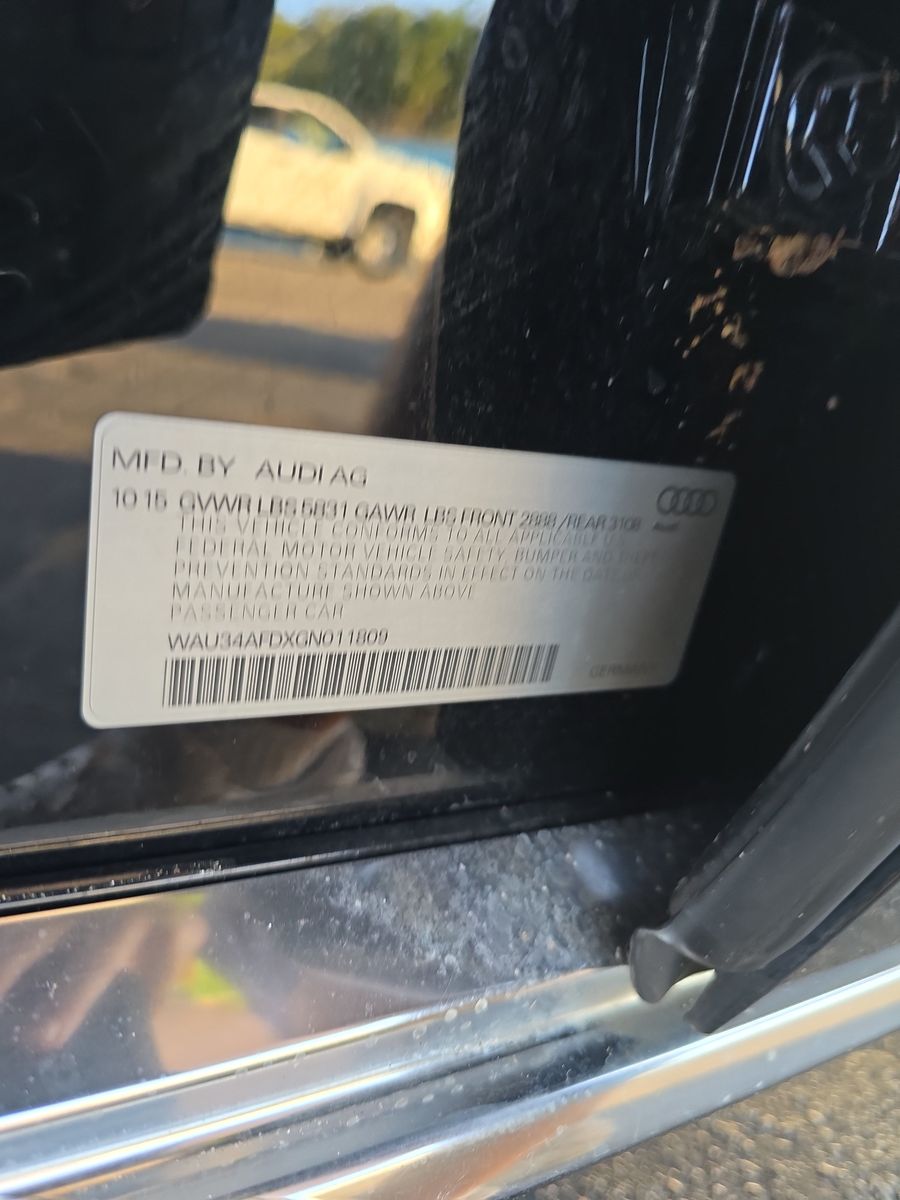 MFD. BY AUDI AG
10 15 GVWR LBS 5831 GAWR LBS FRONT 2888 / REAR 3108
THIS VEHICLE CONFORMS TO ALL APPLICABLE U.S.
FEDERAL MOTOR VEHICLE SAFETY, BUMPER AND THEFT
PREVENTION STANDARDS IN EFFECT ON THE DATE OF
MANUFACTURE SHOWN ABOVE
PASSENGER CAR
WAU34AFDXGN011809
GERMANY